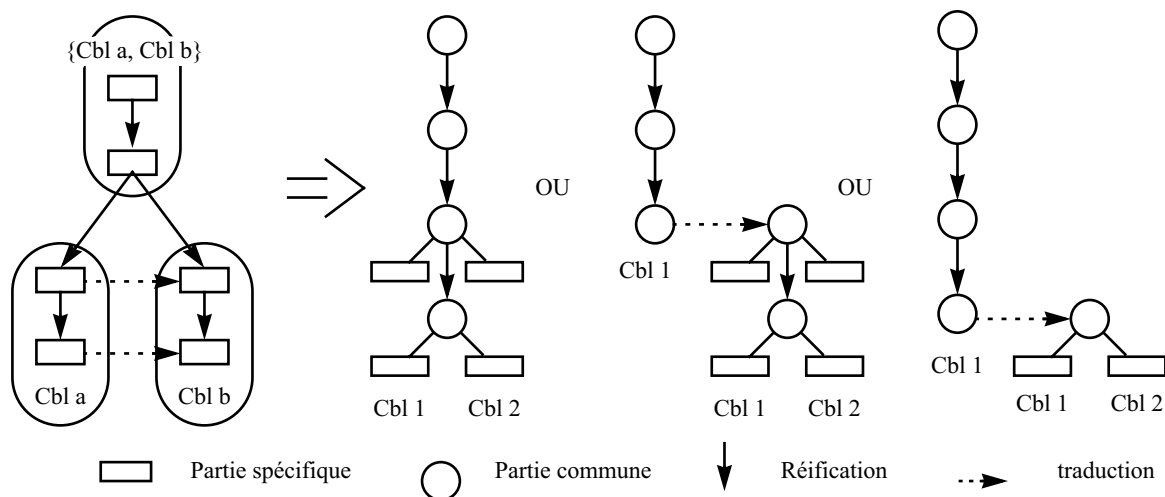 {Cbl a, Cbl b}
OU
OU
Cbl 1
Cbl 1
Cbl a
Cbl b
Cbl 1
Cbl 2
Cbl 1
Cbl 2
Cbl 1
Cbl 2
Partie spécifique
Partie commune
Réification
traduction